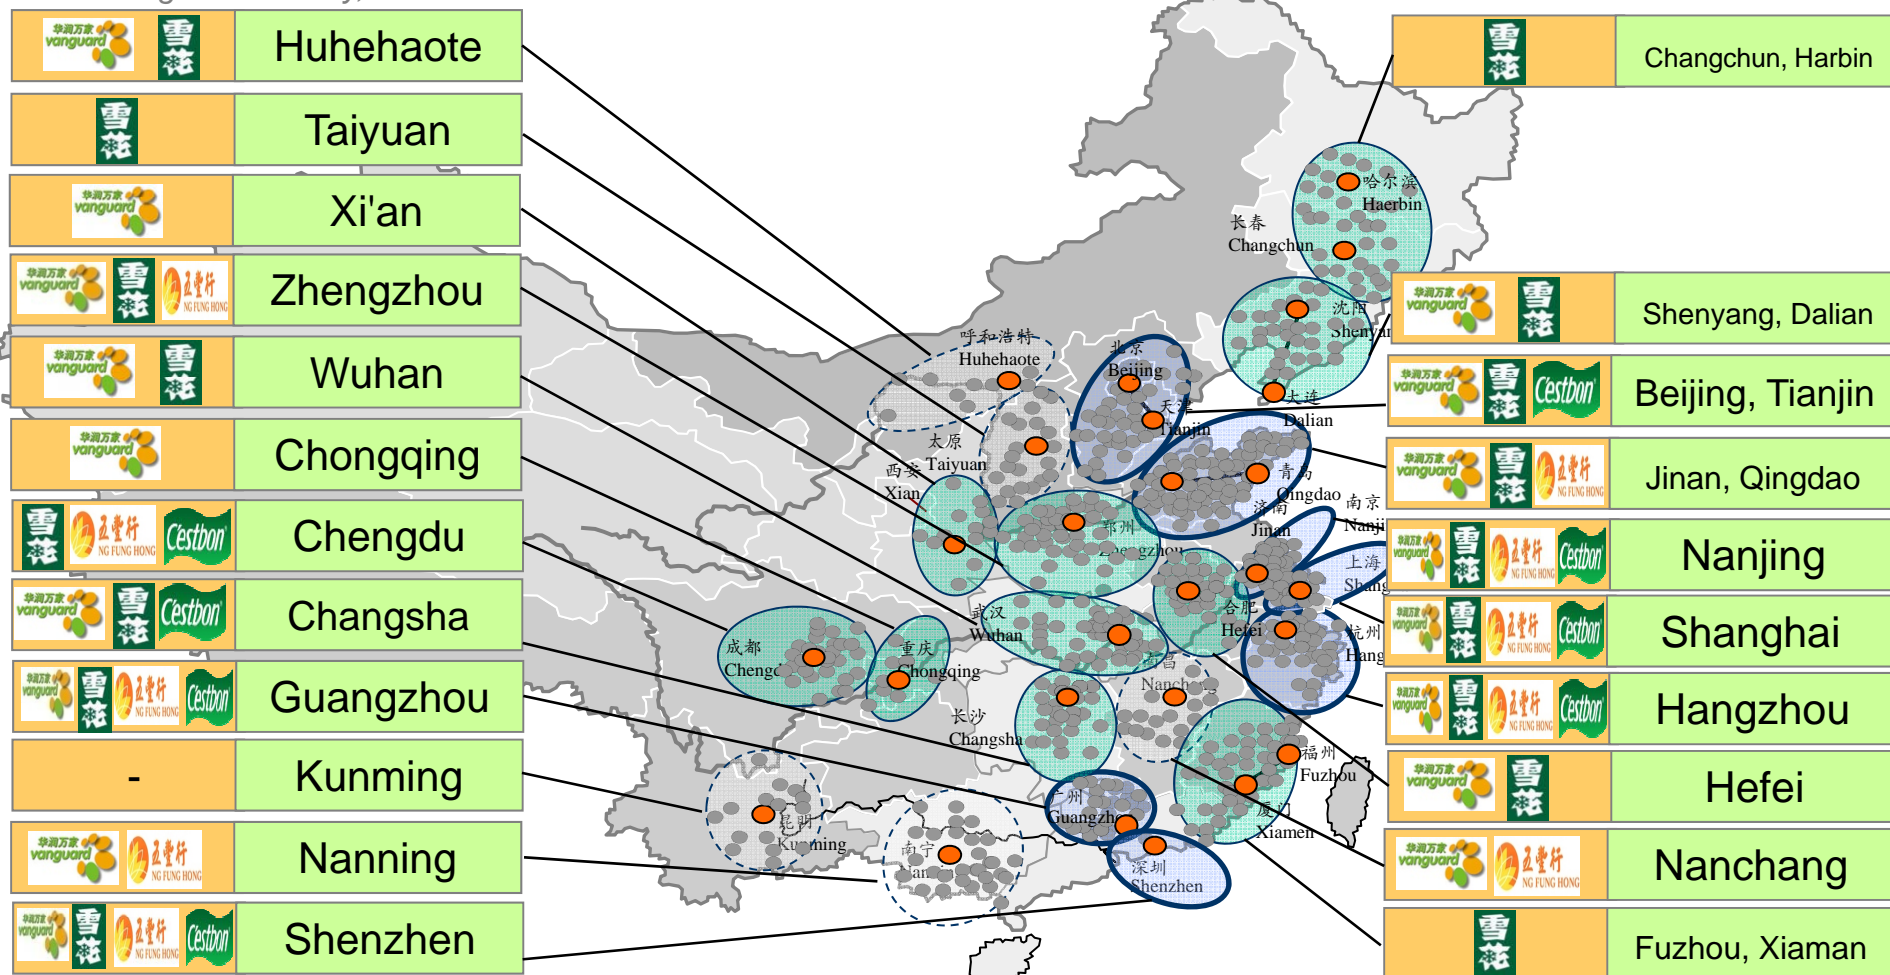 华润万家
vanguard
雪花
Huhehaote
雪花
Taiyuan
华润万家
vanguard
Xi'an
华润万家
vanguard
雪花
五丰行
NG FUNG HONG
Zhengzhou
华润万家
vanguard
雪花
Wuhan
华润万家
vanguard
Chongqing
雪花
五丰行
NG FUNG HONG
C'estbon
Chengdu
华润万家
vanguard
雪花
C'estbon
Changsha
华润万家
vanguard
雪花
五丰行
NG FUNG HONG
C'estbon
Guangzhou
-
Kunming
华润万家
vanguard
五丰行
NG FUNG HONG
Nanning
华润万家
vanguard
雪花
五丰行
NG FUNG HONG
C'estbon
Shenzhen
哈尔滨
Haerbin
长春
Changchun
沈阳
呼和浩特
Huhehaote
北京
Beijing
天津
Tianjin
大连
Dalian
太原
Taiyuan
西安
Xian
青岛
Qingdao
济南
Jinan
南京
Nanji
郑州
上海
Shang
合肥
Hefei
武汉
Wuhan
杭州
Hang
成都
重庆
Chongqing
南昌
长沙
Changsha
福州
Fuzhou
厦门
Xiamen
广州
昆明
Kunming
南宁
深圳
Shenzhen
雪花
Changchun, Harbin
华润万家
vanguard
雪花
Shenyang, Dalian
华润万家
vanguard
雪花
C'estbon
Beijing, Tianjin
华润万家
vanguard
雪花
五丰行
NG FUNG HONG
Jinan, Qingdao
华润万家
vanguard
雪花
五丰行
NG FUNG HONG
C'estbon
Nanjing
华润万家
vanguard
雪花
五丰行
NG FUNG HONG
C'estbon
Shanghai
华润万家
vanguard
雪花
五丰行
NG FUNG HONG
C'estbon
Hangzhou
华润万家
vanguard
雪花
Hefei
华润万家
vanguard
五丰行
NG FUNG HONG
Nanchang
雪花
Fuzhou, Xiaman